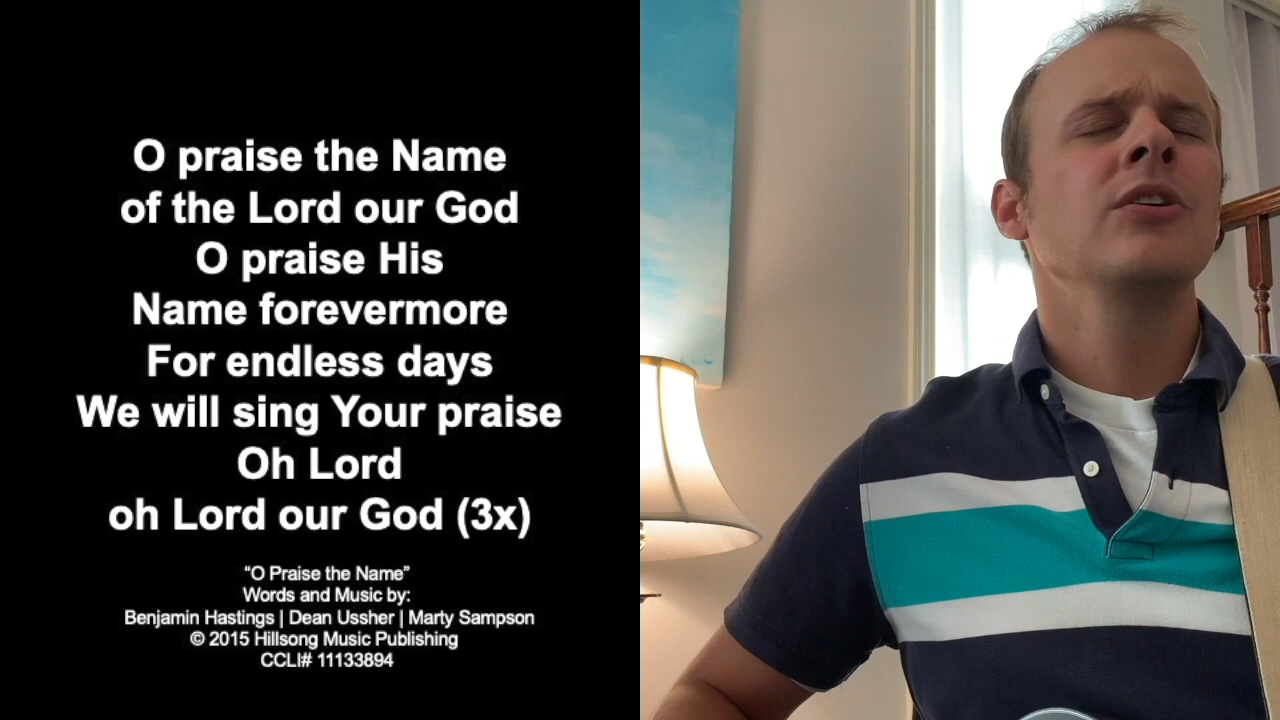 O praise the Name
of the Lord our God
O praise His
Name forevermore
For endless days
We will sing Your praise
Oh Lord
oh Lord our God (3x)
“O Praise the Name”
Words and Music by:
Benjamin Hastings | Dean Ussher | Marty Sampson
© 2015 Hillsong Music Publishing
CCLI# 11133894